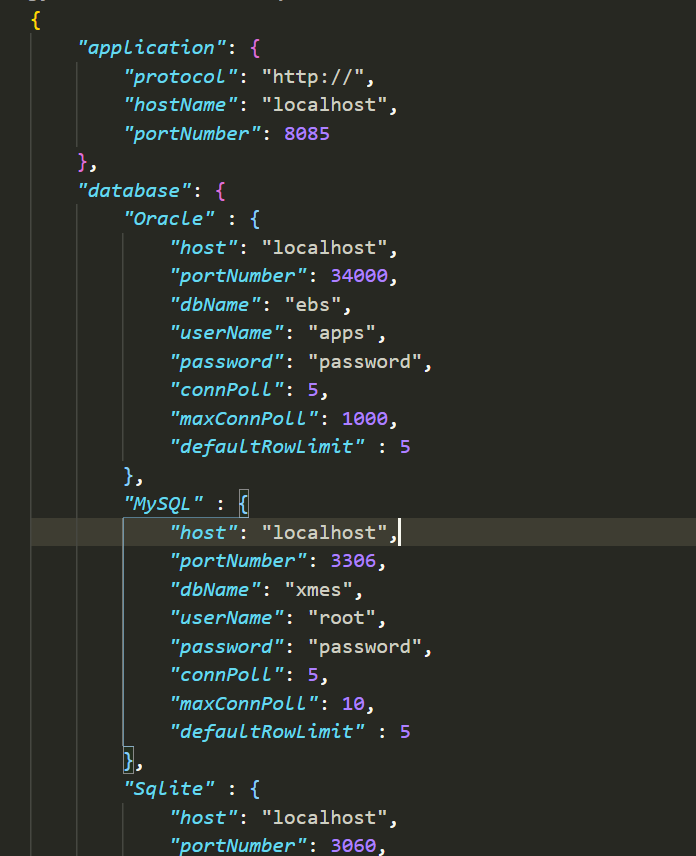 {
"application": {
"protocol": "http://",
"hostName": "localhost",
"portNumber": 8085
},
"database": {
"Oracle" : {
"host": "localhost",
"portNumber": 34000,
"dbName": "ebs",
"userName": "apps",
"password": "password",
"connPoll": 5,
"maxConnPoll": 1000,
"defaultRowLimit" : 5
},
"MySQL" : {
"host": "localhost",
"portNumber": 3306,
"dbName": "xmes",
"userName": "root",
"password": "password",
"connPoll": 5,
"maxConnPoll": 10,
"defaultRowLimit" : 5
},
"Sqlite" : {
"host": "localhost",
"portNumber": 3060,